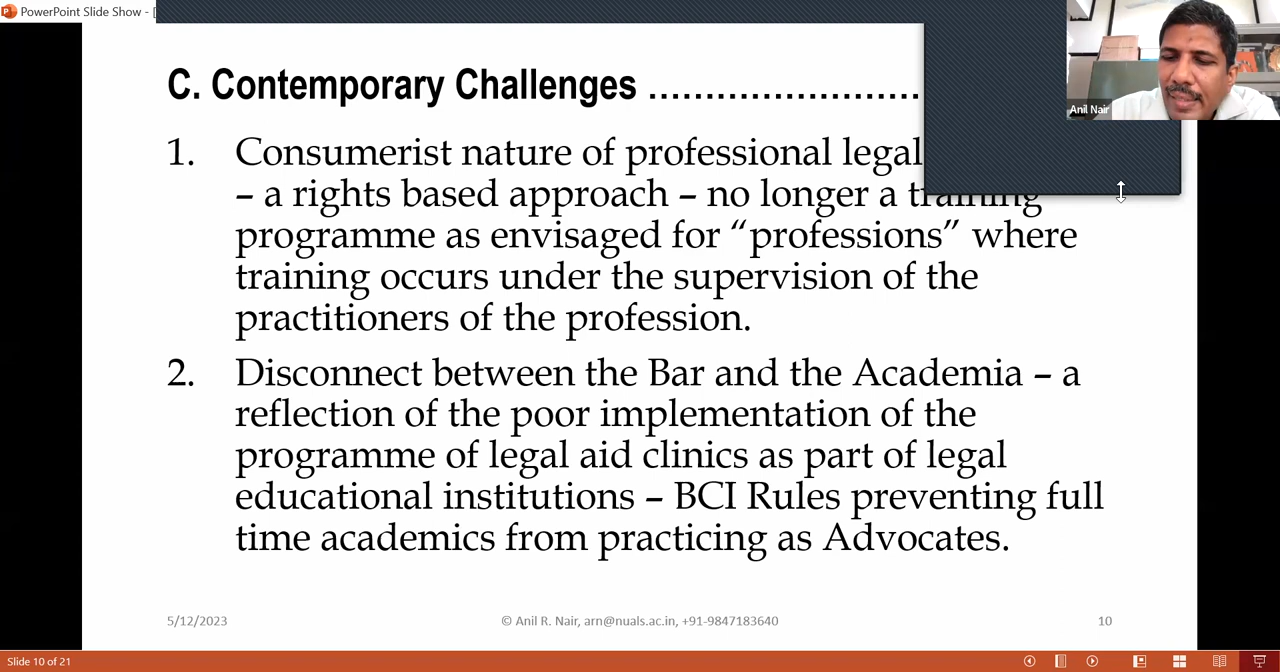 PowerPoint Slide Show - [
Anil Nair
C. Contemporary Challenges ........................
1. Consumerist nature of professional legal
– a rights based approach – no longer a training
programme as envisaged for “professions” where
training occurs under the supervision of the
practitioners of the profession.
2. Disconnect between the Bar and the Academia – a
reflection of the poor implementation of the
programme of legal aid clinics as part of legal
educational institutions – BCI Rules preventing full
time academics from practicing as Advocates.
5/12/2023 © Anil R. Nair, arn@nuals.ac.in, +91-9847183640 10
Slide 10 of 21